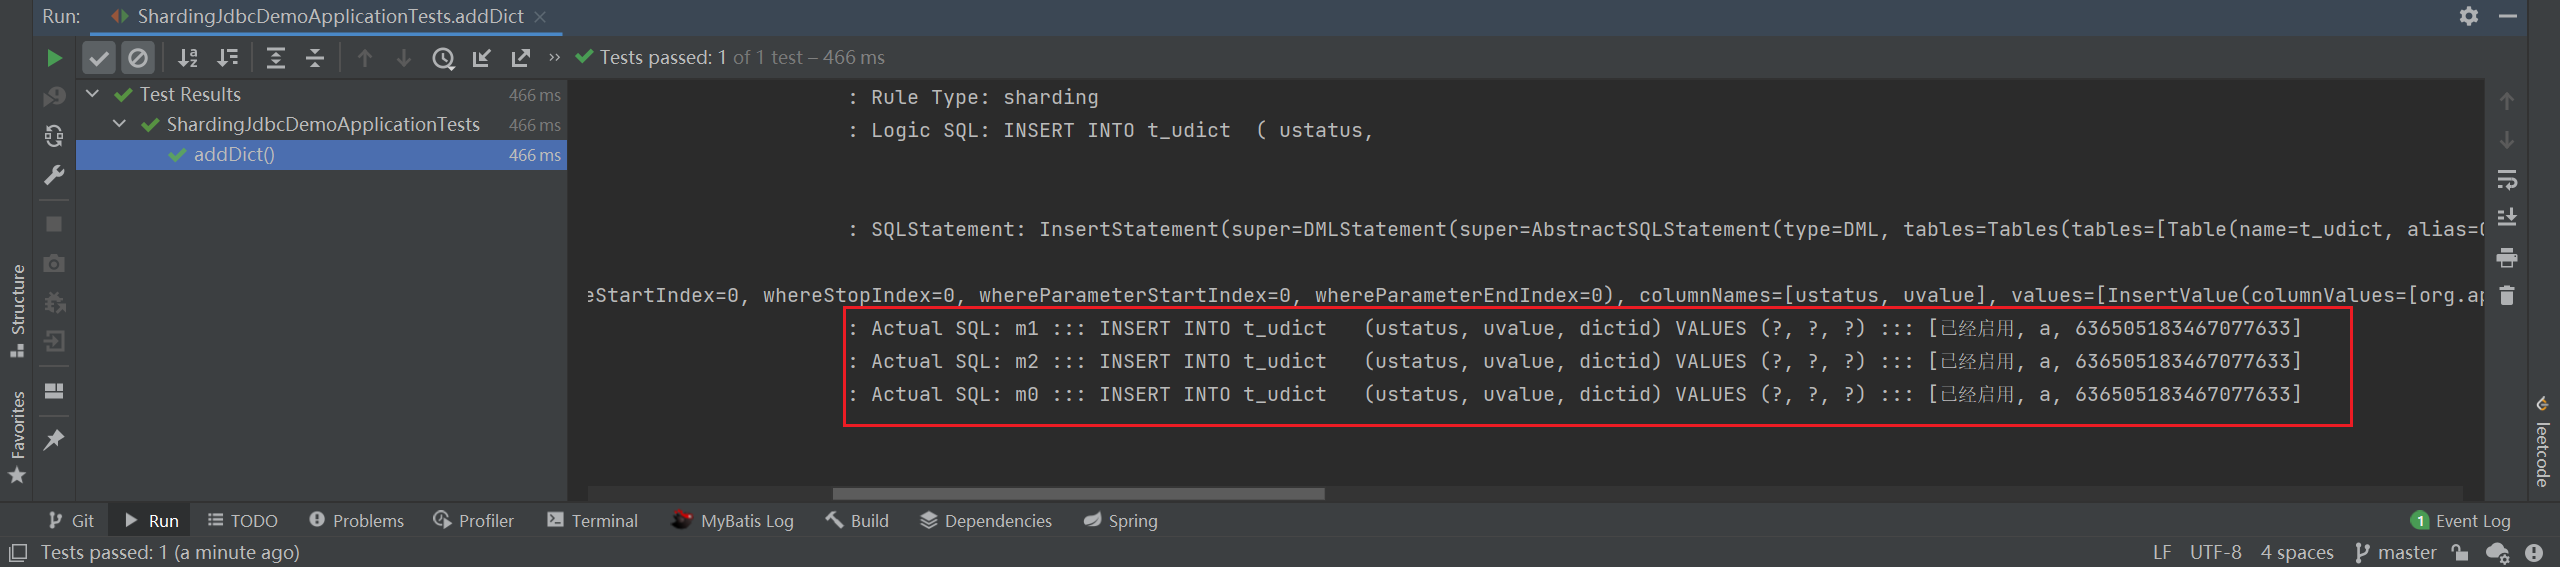 Run: ShardingJdbcDemoApplicationTests.addDict
Tests passed: 1 of 1 test – 466 ms
Test Results 466 ms
ShardingJdbcDemoApplicationTests 466 ms
addDict() 466 ms
: Rule Type: sharding
: Logic SQL: INSERT INTO t_udict ( ustatus,
: SQLStatement: InsertStatement(super=DMLStatement(super=AbstractSQLStatement(type=DML, tables=Tables(tables=[Table(name=t_udict, alias=
eStartIndex=0, whereStopIndex=0, whereParameterStartIndex=0, whereParameterEndIndex=0), columnNames=[ustatus, uvalue], values=[InsertValue(columnValues=[org.ap
: Actual SQL: m1 ::: INSERT INTO t_udict (ustatus, uvalue, dictid) VALUES (?, ?, ?) ::: [已经启用, a, 636505183467077633]
: Actual SQL: m2 ::: INSERT INTO t_udict (ustatus, uvalue, dictid) VALUES (?, ?, ?) ::: [已经启用, a, 636505183467077633]
: Actual SQL: m0 ::: INSERT INTO t_udict (ustatus, uvalue, dictid) VALUES (?, ?, ?) ::: [已经启用, a, 636505183467077633]
Structure
Favorites
leetcode
Git Run TODO Problems Profiler Terminal MyBatis Log Build Dependencies Spring 1 Event Log
Tests passed: 1 (a minute ago) LF UTF-8 4 spaces master